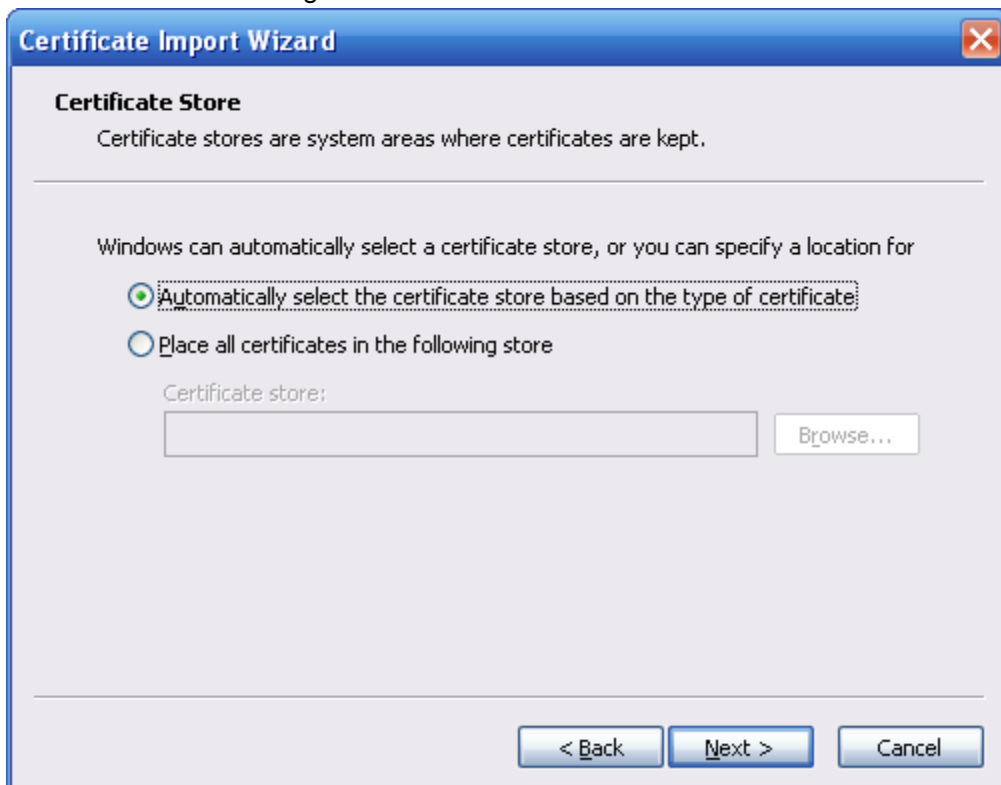 Certificate Import Wizard
Certificate Store
Certificate stores are system areas where certificates are kept.
Windows can automatically select a certificate store, or you can specify a location for
Automatically select the certificate store based on the type of certificate
Place all certificates in the following store
Certificate store:
Browse...
< Back
Next >
Cancel